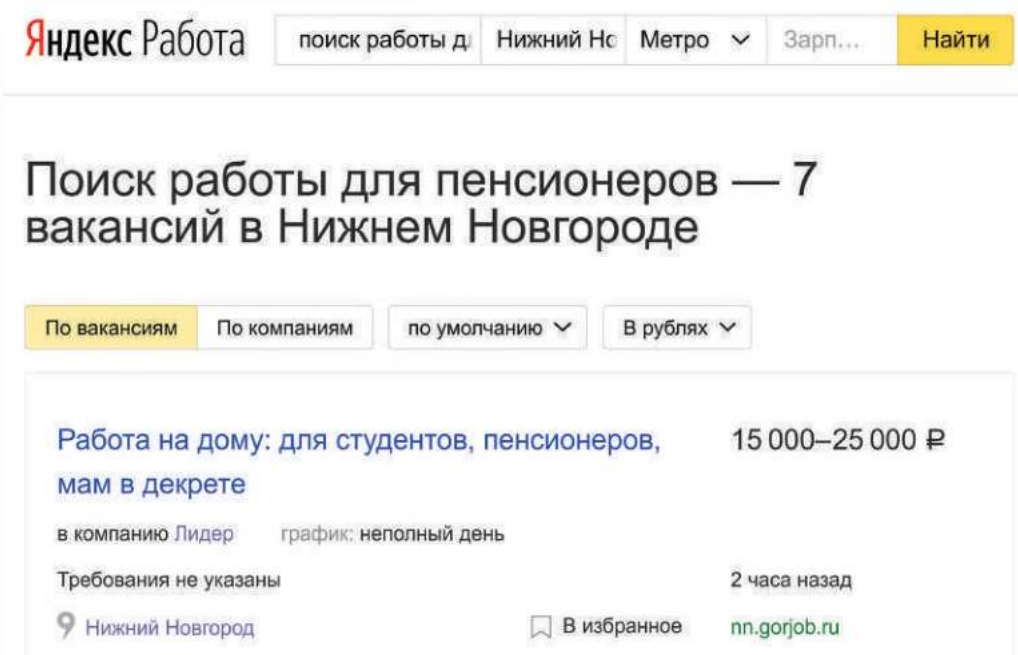 Яндекс Работа поиск работы д Нижний Но Метро Зарп... Найти
Поиск работы для пенсионеров — 7
вакансий в Нижнем Новгороде
По вакансиям По компаниям по умолчанию В рублях
Работа на дому: для студентов, пенсионеров, 15 000–25 000 ₽
мам в декрете
в компанию Лидер график: неполный день
Требования не указаны 2 часа назад
Нижний Новгород В избранное nn.gorjob.ru